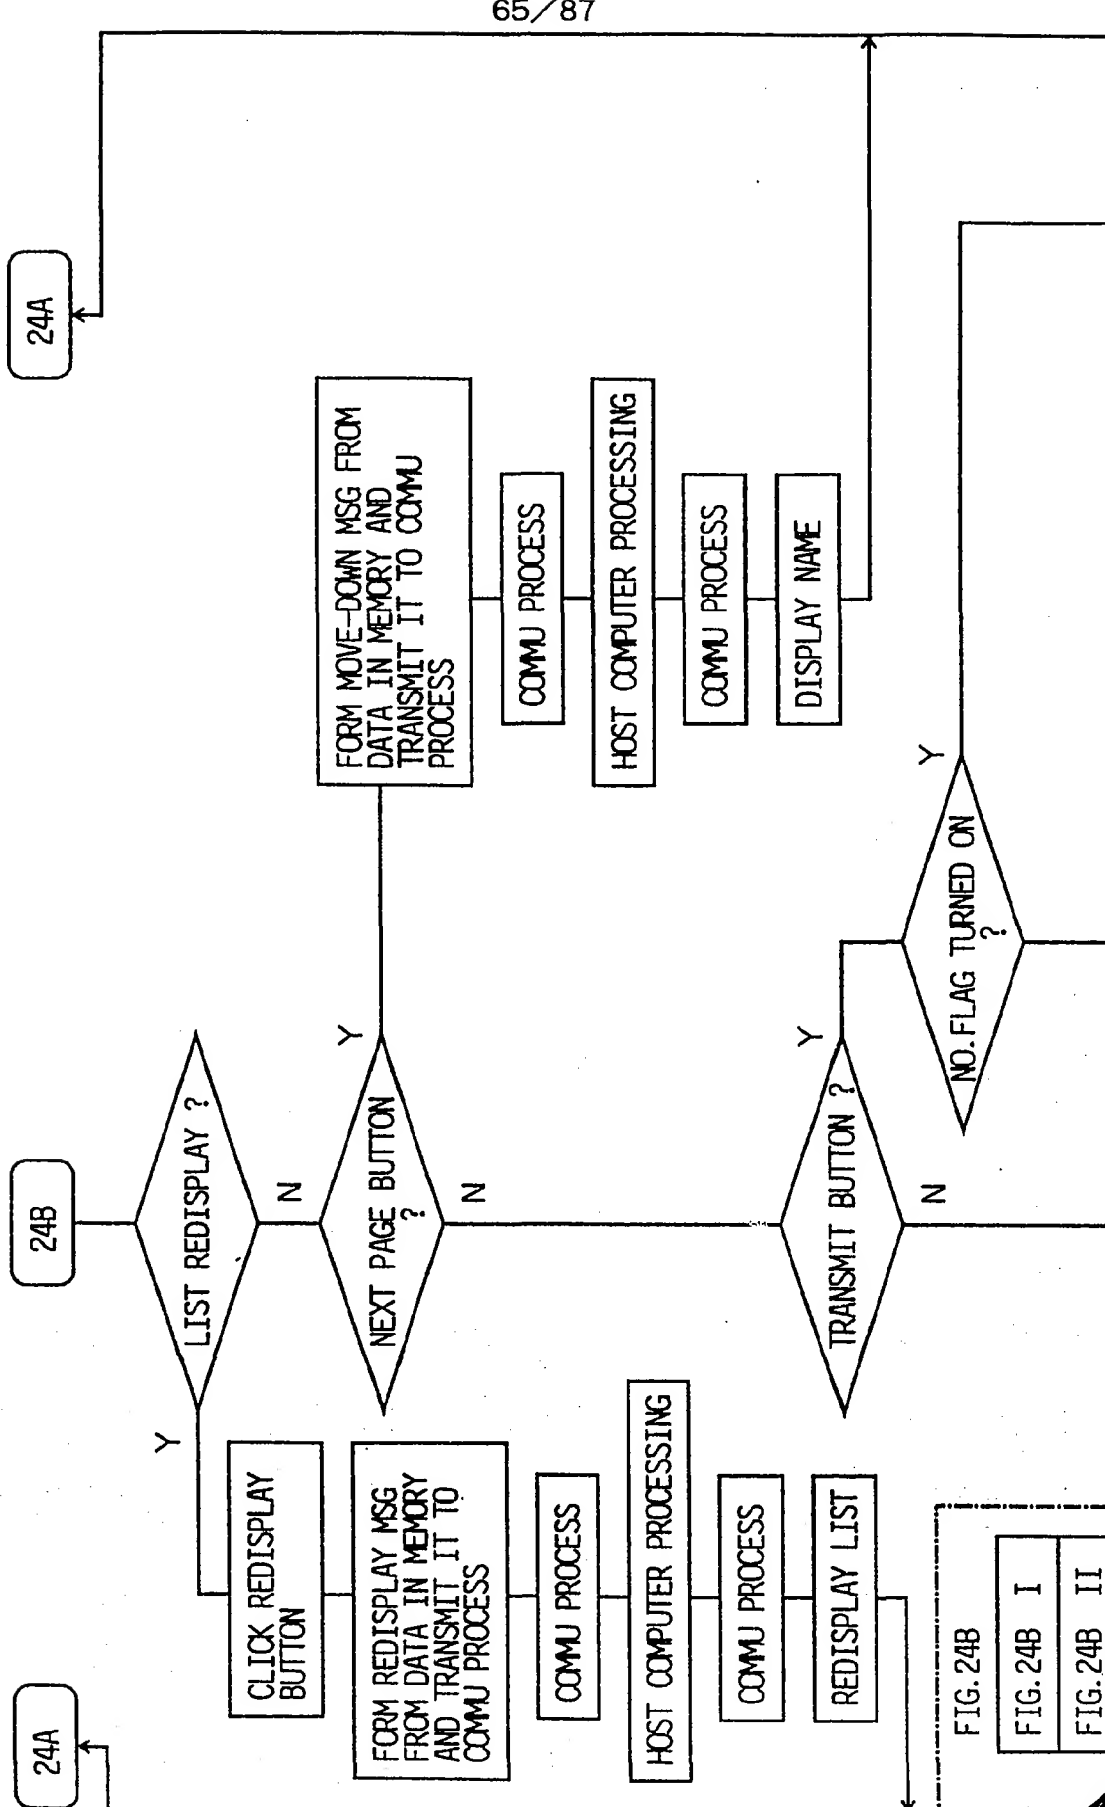 65/87
24A
24B
24A
LIST REDISPLAY ?
Y
N
CLICK REDISPLAY
BUTTON
FORM REDISPLAY MSG
FROM DATA IN MEMORY
AND TRANSMIT IT TO
COMMU PROCESS
COMMU PROCESS
HOST COMPUTER PROCESSING
COMMU PROCESS
REDISPLAY LIST
NEXT PAGE BUTTON
?
Y
N
FORM MOVE-DOWN MSG FROM
DATA IN MEMORY AND
TRANSMIT IT TO COMMU
PROCESS
COMMU PROCESS
HOST COMPUTER PROCESSING
COMMU PROCESS
DISPLAY NAME
TRANSMIT BUTTON ?
Y
N
NO.FLAG TURNED ON
?
Y
FIG.24B
FIG.24B I
FIG.24B II